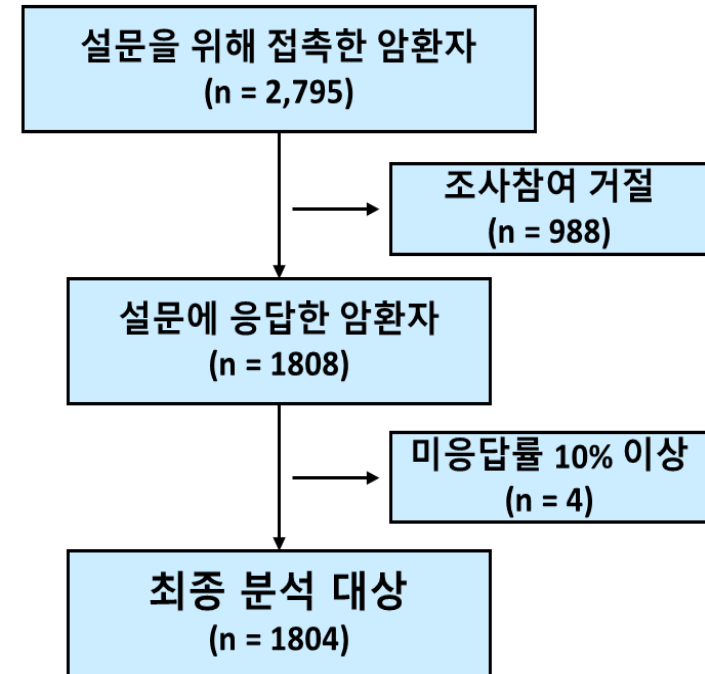 설문을 위해 접촉한 암환자
(n = 2,795)
조사참여 거절
(n = 988)
설문에 응답한 암환자
(n = 1808)
미응답률 10% 이상
(n = 4)
최종 분석 대상
(n = 1804)